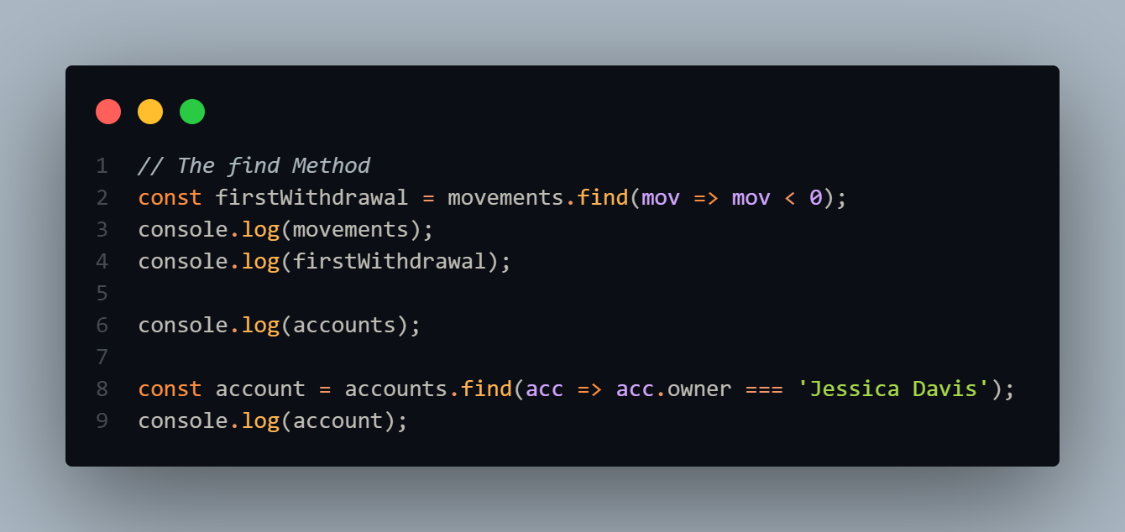 1 // The find Method
2 const firstWithdrawal = movements.find(mov => mov < 0);
3 console.log(movements);
4 console.log(firstWithdrawal);
5
6 console.log(accounts);
7
8 const account = accounts.find(acc => acc.owner === 'Jessica Davis');
9 console.log(account);